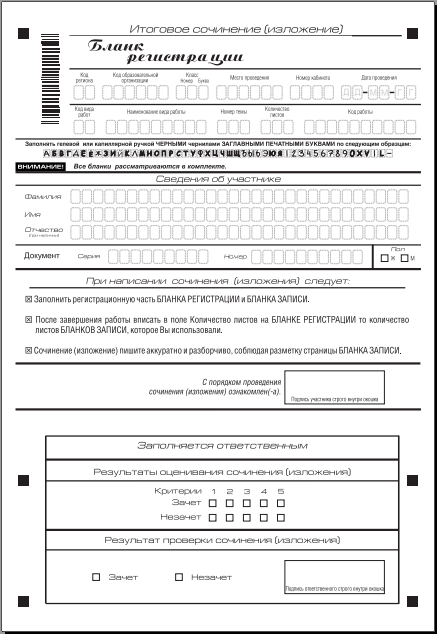 Итоговое сочинение (изложение)
Бланк
регистрации
Код региона
Код образовательной организации
Класс
Номер Буква
Место проведения
Номер кабинета
Дата проведения
ДД-ММ-ГГ
Код вида работ
Наименование вида работы
Номер темы
Количество листов
Код работы
Заполнять гелевой или капиллярной ручкой ЧЕРНЫМИ чернилами ЗАГЛАВНЫМИ ПЕЧАТНЫМИ БУКВАМИ по следующим образцам:
АБВГДЕЁЖЗИЙКЛМНОПРСТУФХЦЧШЩЪЫЬЭЮЯ1234567890XVIL-
ВНИМАНИЕ! Все бланки рассматриваются в комплекте.
Сведения об участнике
Фамилия
Имя
Отчество
(при наличии)
Документ Серия Номер
Пол
Ж М
При написании сочинения (изложения) следует:
Заполнить регистрационную часть БЛАНКА РЕГИСТРАЦИИ и БЛАНКА ЗАПИСИ.
После завершения работы вписать в поле Количество листов на БЛАНКЕ РЕГИСТРАЦИИ то количество
листов БЛАНКОВ ЗАПИСИ, которое Вы использовали.
Сочинение (изложение) пишите аккуратно и разборчиво, соблюдая разметку страницы БЛАНКА ЗАПИСИ.
С порядком проведения
сочинения (изложения) ознакомлен(-а).
Подпись участника строго внутри окошка
Заполняется ответственным
Результаты оценивания сочинения (изложения)
Критерии 1 2 3 4 5
Зачет
Незачет
Результат проверки сочинения (изложения)
Зачет Незачет
Подпись ответственного строго внутри окошка